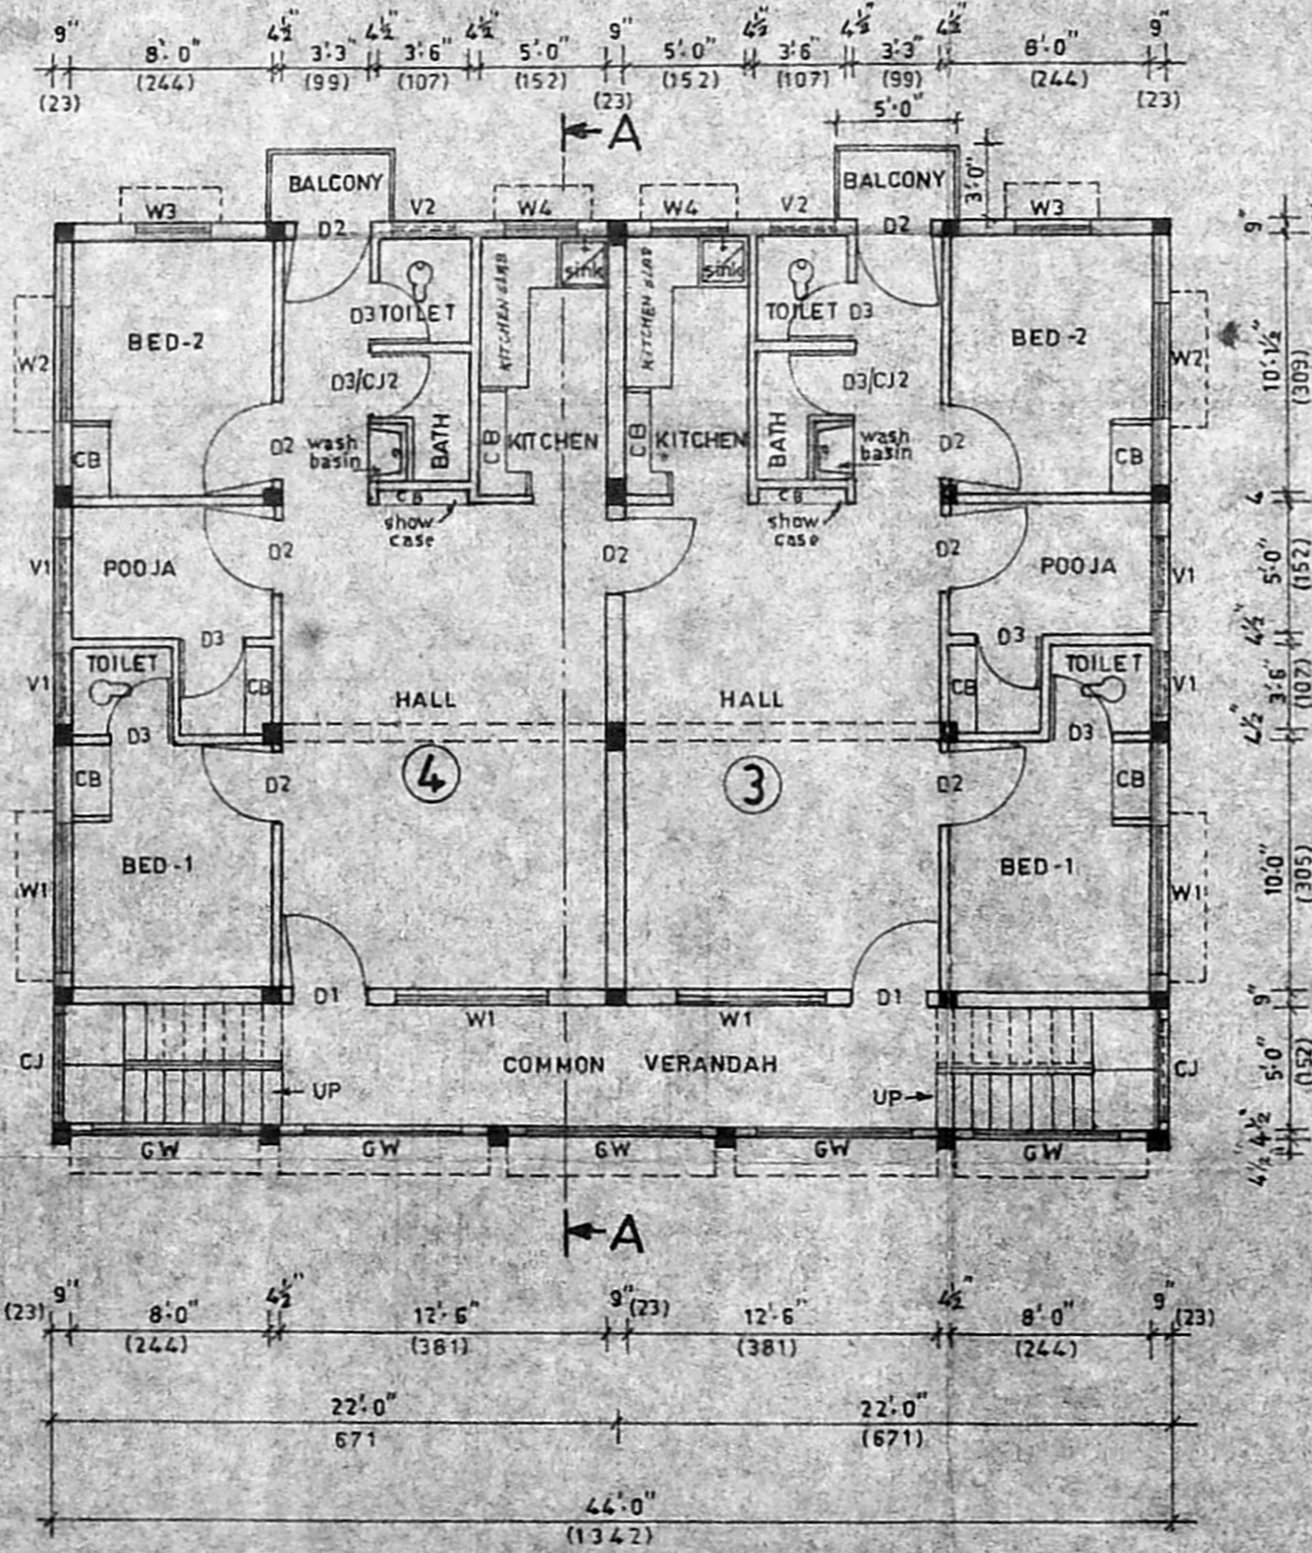 9" 8'-0" 4½" 3'-3" 4½" 3'-6" 4½" 5'-0" 9" 5'-0" 4½" 3'-6" 4½" 3'-3" 4½" 8'-0" 9"
(23) (244) (99) (107) (152) (23) (152) (107) (99) (244) (23)
5'-0"
A
3'-0"
BALCONY BALCONY
W3 V2 W4 W4 V2 W3
D2 D2
9"
KITCHEN SLAB sink KITCHEN SLAB sink
D3 TOILET TOILET D3
BED-2 BED-2
W2 W2
10'-1½"
(309)
D3/CJ2 D3/CJ2
wash basin BATH CB KITCHEN CB KITCHEN BATH wash basin
CB D2 D2 CB
CB CB
show case show case
4
D2 D2 D2
V1 POOJA POOJA V1
5'-0"
(152)
D3 D3
4½"
TOILET TOILET
V1 CB CB V1
3'-6"
(107)
HALL HALL
D3 D3
4½"
CB D2 4 3 D2 CB
BED-1 BED-1
W1 W1
10'-0"
(305)
D1 D1
W1 W1
9"
CJ COMMON VERANDAH CJ
5'-0"
(152)
UP UP
GW GW GW GW GW
4½" 4½"
A
(23) 9" 8'-0" 4½" 12'-6" 9" (23) 12'-6" 4½" 8'-0" 9" (23)
(244) (381) (381) (244)
22'-0" 22'-0"
671 (671)
44'-0"
(1342)